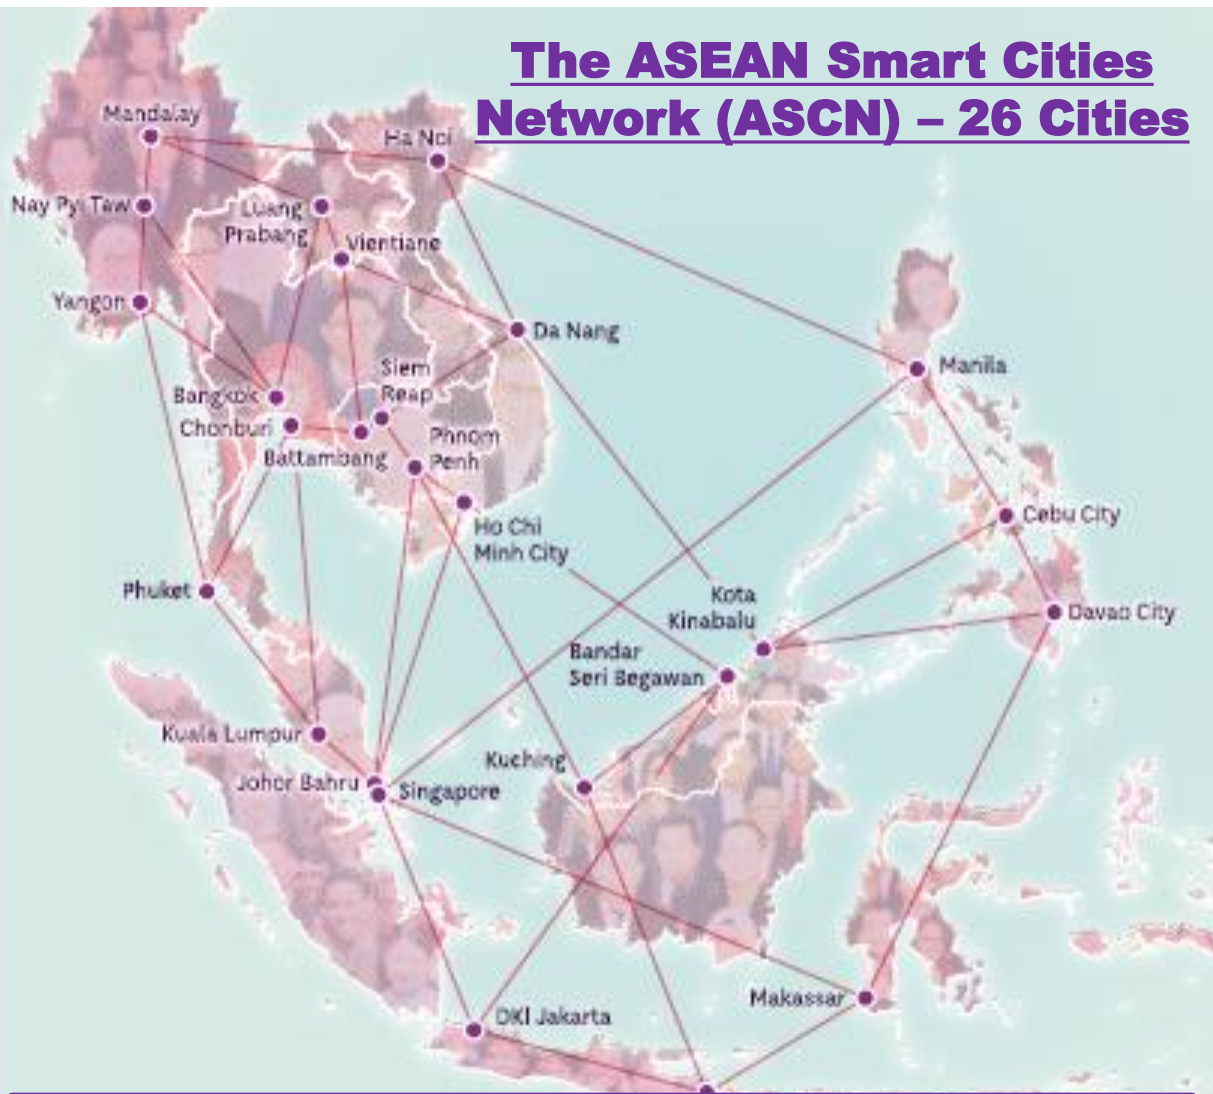 The ASEAN Smart Cities
Network (ASCN) – 26 Cities
Mandalay
Ha Noi
Nay Pyi Taw
Luang
Prabang
Vientiane
Yangon
Da Nang
Siem
Reap
Manila
Bangkok
Chonburi
Phnom
Penh
Battambang
Cebu City
Ho Chi
Minh City
Phuket
Kota
Kinabalu
Davao City
Bandar
Seri Begawan
Kuala Lumpur
Kuching
Johor Bahru
Singapore
Makassar
DKI Jakarta